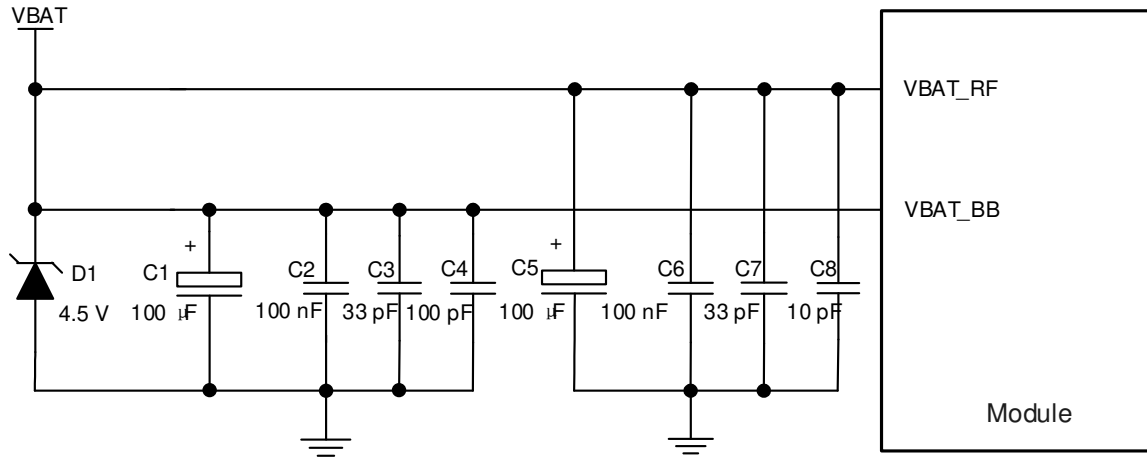 VBAT
VBAT_RF
VBAT_BB
+
D1
4.5 V
C1
100 µF
C2
100 nF
C3
33 pF
C4
100 pF
+
C5
100 µF
C6
100 nF
C7
33 pF
C8
10 pF
Module